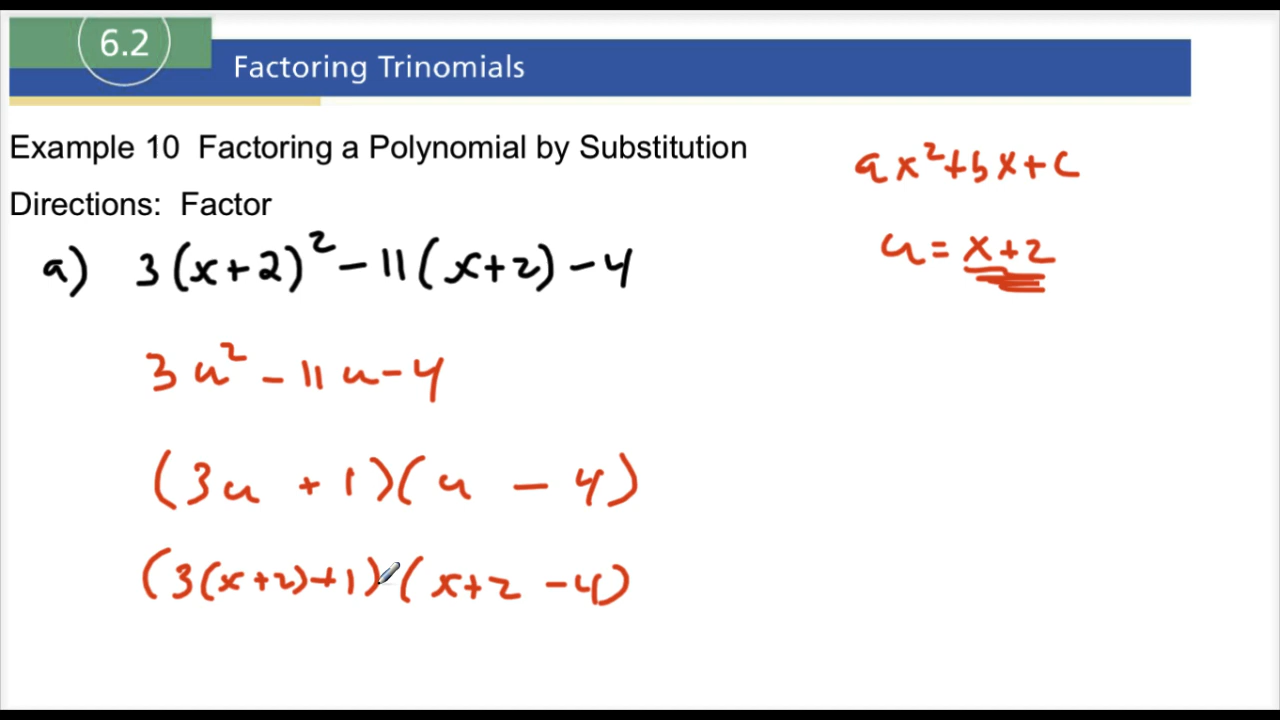 6.2
Factoring Trinomials
Example 10 Factoring a Polynomial by Substitution
ax²+bx+c
Directions: Factor
u = x+2
a) 3(x+2)² - 11(x+2) - 4
3u² - 11u - 4
(3u + 1)(u - 4)
(3(x+2)+1)(x+2 - 4)